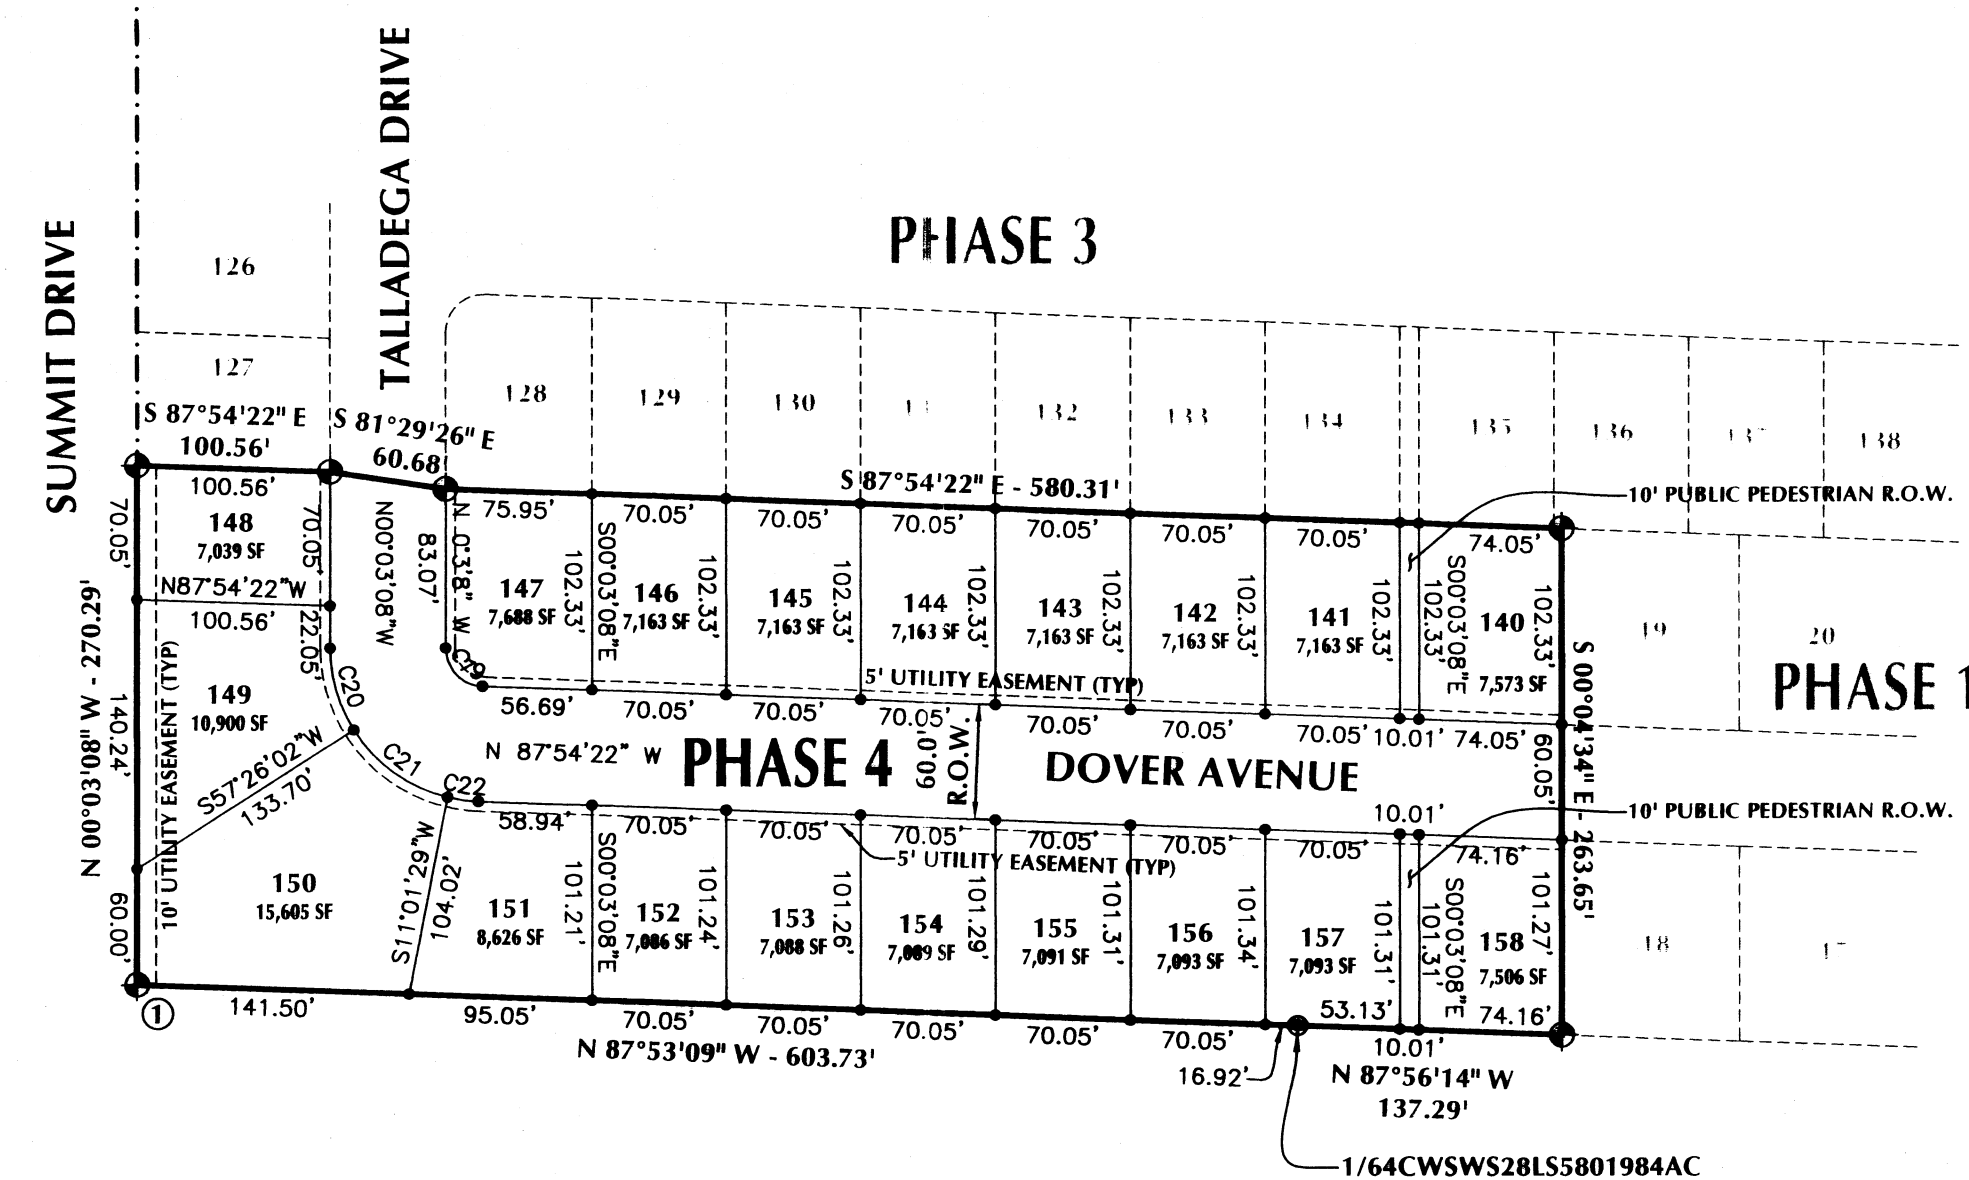 SUMMIT DRIVE
TALLADEGA DRIVE
PHASE 3
126
127
128
129
130
132
133
134
135
136
138
S 87°54'22" E
100.56'
S 81°29'26" E
60.68'
S 87°54'22" E - 580.31'
10' PUBLIC PEDESTRIAN R.O.W.
100.56'
148
7,039 SF
70.05'
70.05'
N87°54'22"W
100.56'
22.05'
N00°03'08"W
83.07'
N 0°3'8" W
C79
75.95'
147
7,688 SF
102.33'
S00°03'08"E
70.05'
146
7,163 SF
102.33'
70.05'
145
7,163 SF
102.33'
70.05'
144
7,163 SF
102.33'
70.05'
143
7,163 SF
102.33'
70.05'
142
7,163 SF
102.33'
70.05'
141
7,163 SF
102.33'
102.33'
S00°03'08"E
74.05'
140
7,573 SF
102.33'
19
20
PHASE 1
5' UTILITY EASEMENT (TYP)
56.69'
70.05'
70.05'
70.05'
70.05'
70.05'
70.05'
10.01'
74.05'
N 00°03'08" W - 270.29'
140.24'
60.00'
10' UTILITY EASEMENT (TYP)
149
10,900 SF
C20
C21
C22
S57°26'02"W
133.70'
N 87°54'22" W
PHASE 4
60.0'
R.O.W.
DOVER AVENUE
60.05'
S 00°04'34" E - 263.65'
10.01'
10' PUBLIC PEDESTRIAN R.O.W.
58.94'
70.05'
70.05'
70.05'
70.05'
70.05'
70.05'
74.16'
5' UTILITY EASEMENT (TYP)
150
15,605 SF
S11°01'29"W
104.02'
151
8,626 SF
101.21'
S00°03'08"E
152
7,086 SF
101.24'
153
7,088 SF
101.26'
154
7,089 SF
101.29'
155
7,091 SF
101.31'
156
7,093 SF
101.34'
157
7,093 SF
101.31'
101.31'
S00°03'08"E
158
7,506 SF
101.27'
18
1
141.50'
95.05'
70.05'
70.05'
70.05'
70.05'
70.05'
53.13'
74.16'
10.01'
16.92'
N 87°53'09" W - 603.73'
N 87°56'14" W
137.29'
1/64CWSWS28LS5801984AC